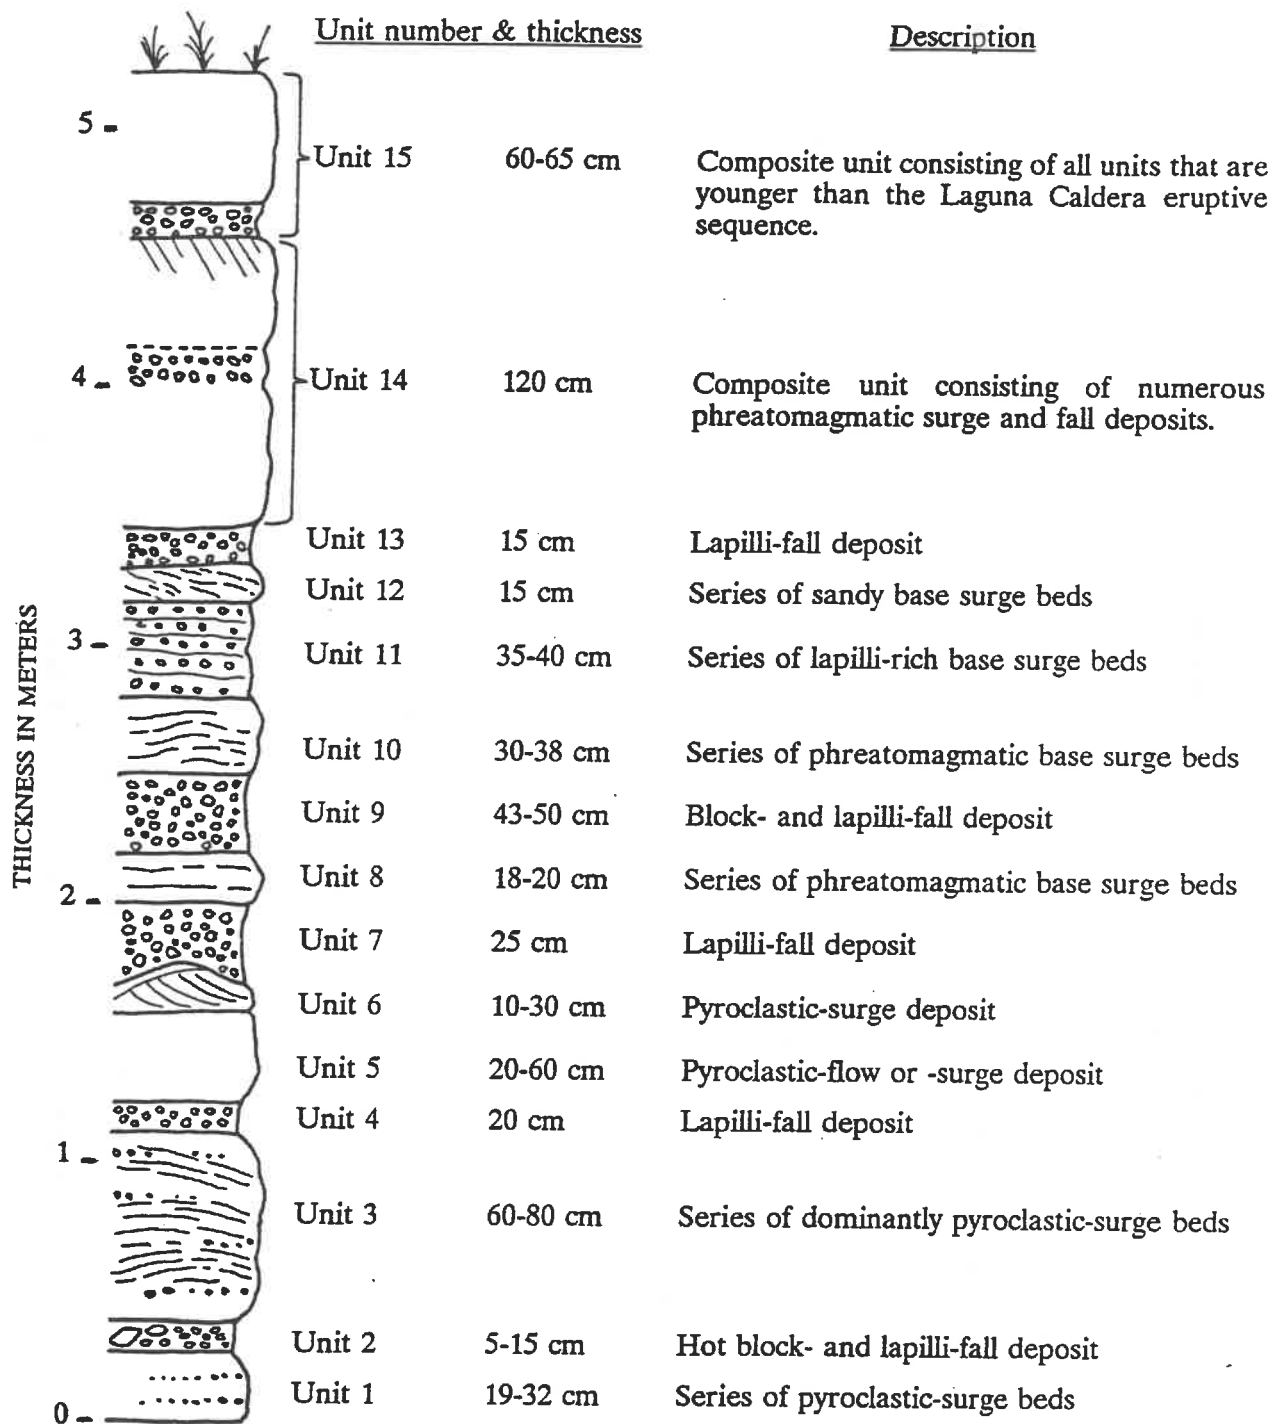 Unit number & thickness Description
5
Unit 15 60-65 cm Composite unit consisting of all units that are
younger than the Laguna Caldera eruptive
sequence.
4
Unit 14 120 cm Composite unit consisting of numerous
phreatomagmatic surge and fall deposits.
Unit 13 15 cm Lapilli-fall deposit
Unit 12 15 cm Series of sandy base surge beds
THICKNESS IN METERS
3
Unit 11 35-40 cm Series of lapilli-rich base surge beds
Unit 10 30-38 cm Series of phreatomagmatic base surge beds
Unit 9 43-50 cm Block- and lapilli-fall deposit
Unit 8 18-20 cm Series of phreatomagmatic base surge beds
2
Unit 7 25 cm Lapilli-fall deposit
Unit 6 10-30 cm Pyroclastic-surge deposit
Unit 5 20-60 cm Pyroclastic-flow or -surge deposit
Unit 4 20 cm Lapilli-fall deposit
1
Unit 3 60-80 cm Series of dominantly pyroclastic-surge beds
Unit 2 5-15 cm Hot block- and lapilli-fall deposit
Unit 1 19-32 cm Series of pyroclastic-surge beds
0